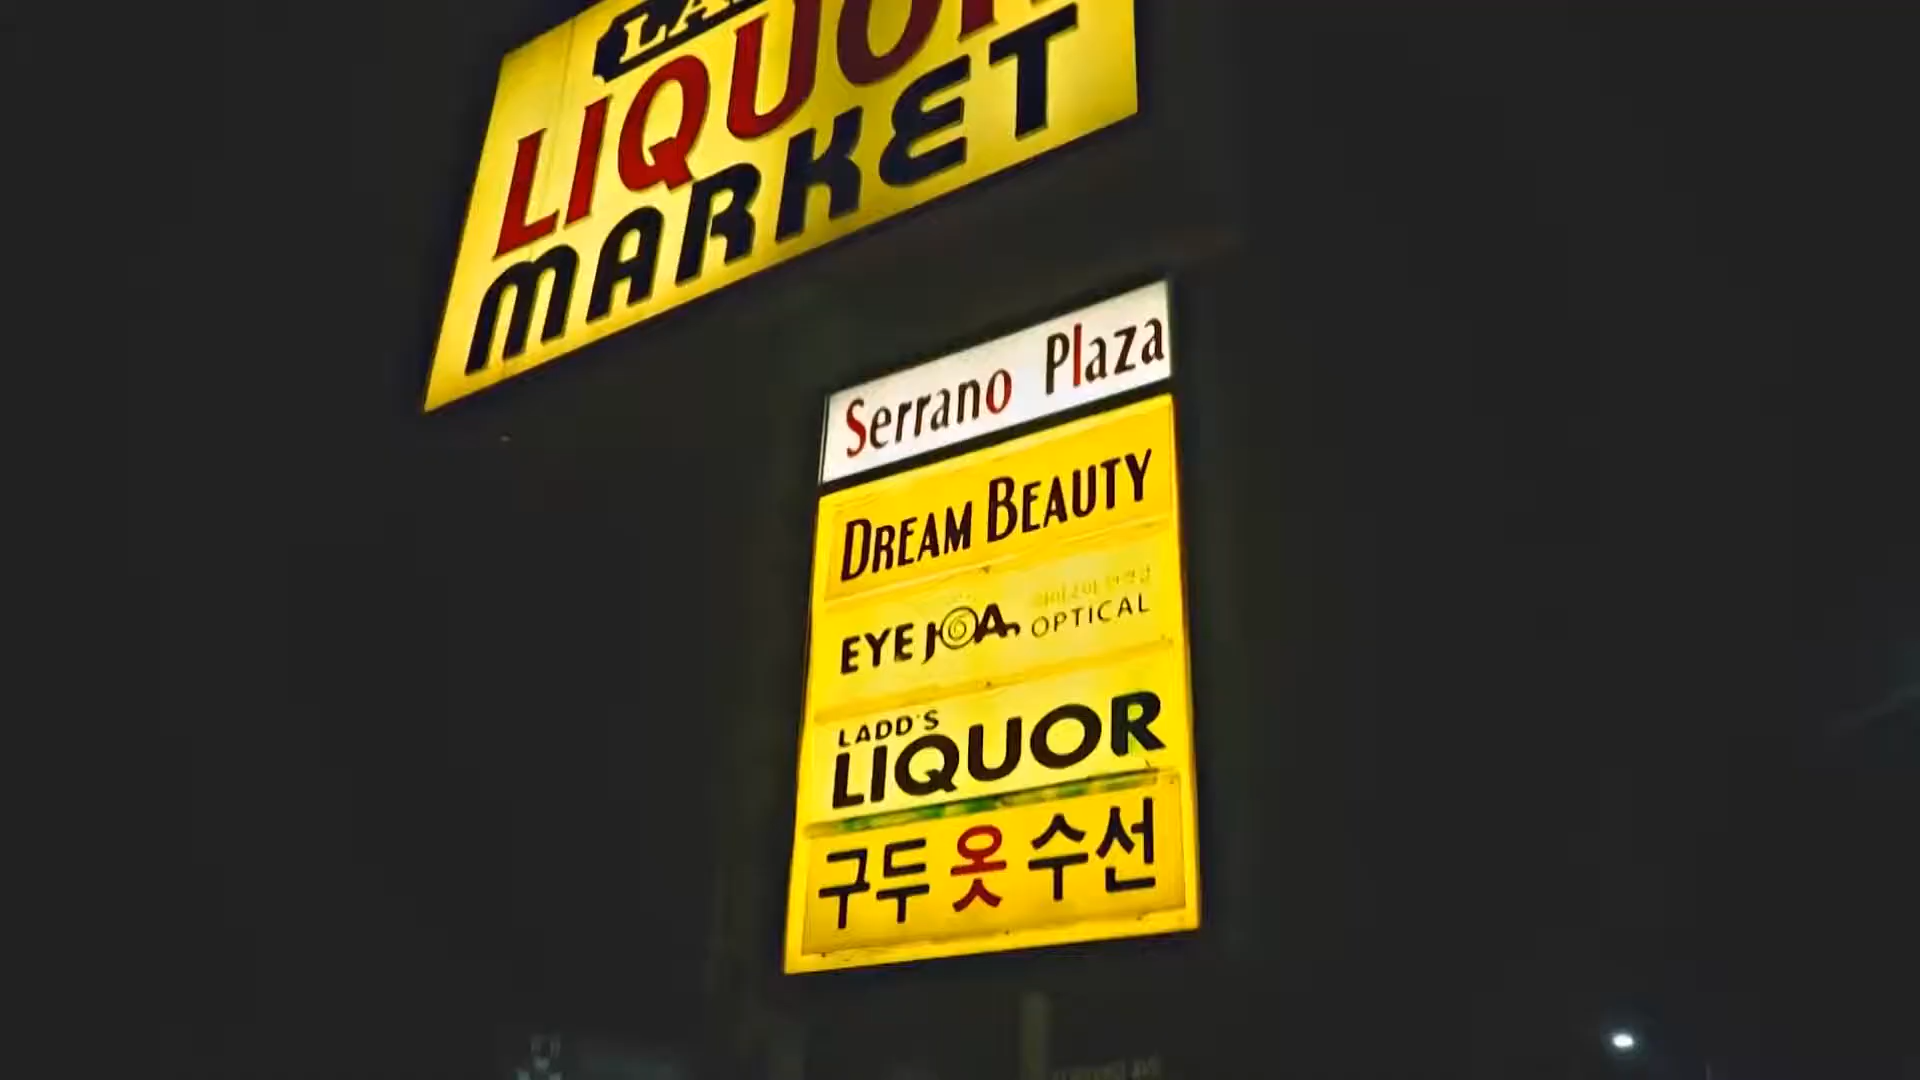 LIQUOR
MARKET
Serrano Plaza
DREAM BEAUTY
EYE JOA OPTICAL
LADD'S
LIQUOR
구두 옷 수선